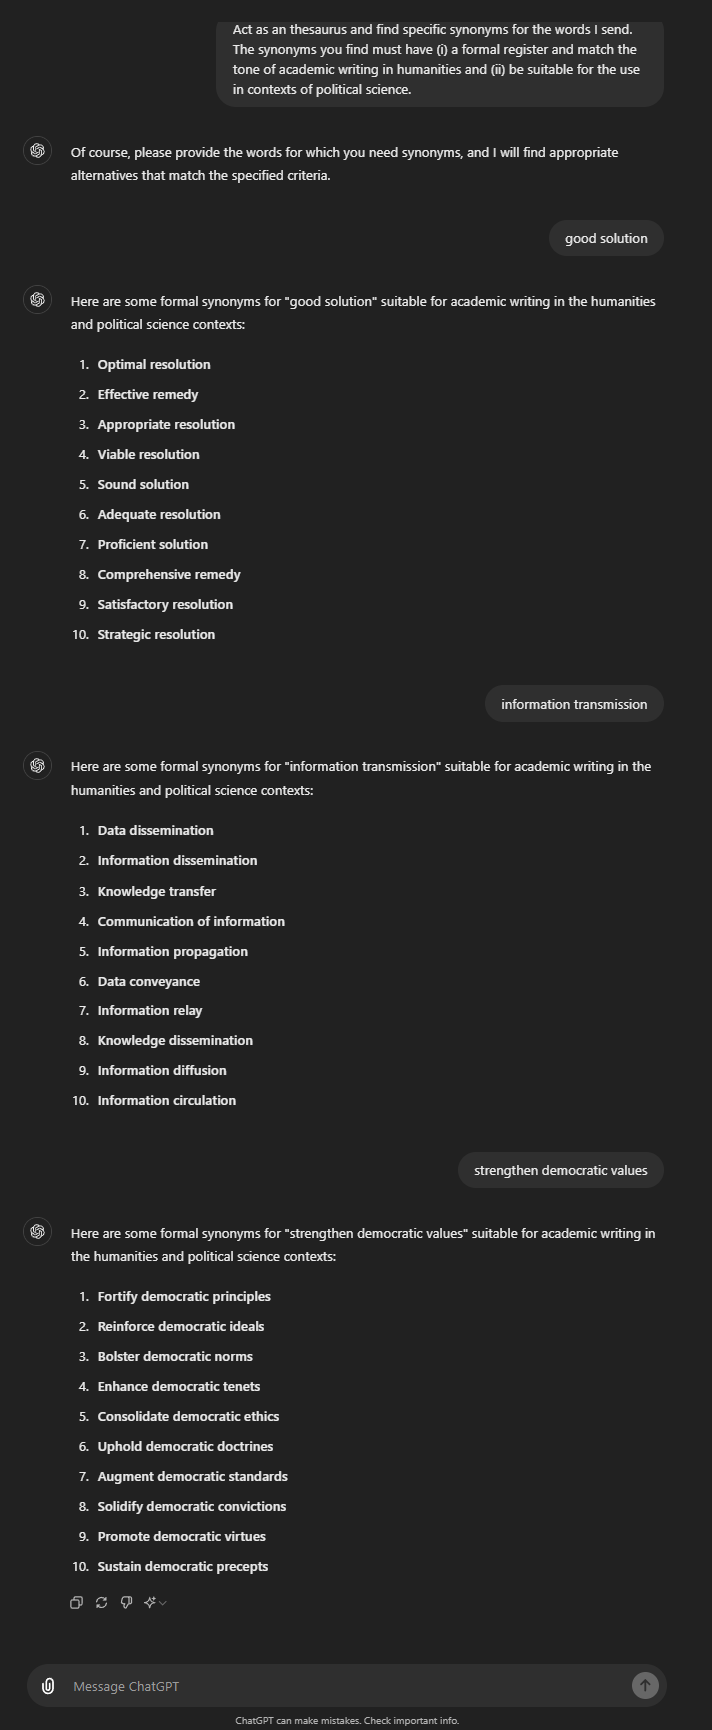 Act as an thesaurus and find specific synonyms for the words I send.
The synonyms you find must have (i) a formal register and match the
tone of academic writing in humanities and (ii) be suitable for the use
in contexts of political science.
Of course, please provide the words for which you need synonyms, and I will find appropriate
alternatives that match the specified criteria.
good solution
Here are some formal synonyms for "good solution" suitable for academic writing in the humanities
and political science contexts:
1. Optimal resolution
2. Effective remedy
3. Appropriate resolution
4. Viable resolution
5. Sound solution
6. Adequate resolution
7. Proficient solution
8. Comprehensive remedy
9. Satisfactory resolution
10. Strategic resolution
information transmission
Here are some formal synonyms for "information transmission" suitable for academic writing in the
humanities and political science contexts:
1. Data dissemination
2. Information dissemination
3. Knowledge transfer
4. Communication of information
5. Information propagation
6. Data conveyance
7. Information relay
8. Knowledge dissemination
9. Information diffusion
10. Information circulation
strengthen democratic values
Here are some formal synonyms for "strengthen democratic values" suitable for academic writing in
the humanities and political science contexts:
1. Fortify democratic principles
2. Reinforce democratic ideals
3. Bolster democratic norms
4. Enhance democratic tenets
5. Consolidate democratic ethics
6. Uphold democratic doctrines
7. Augment democratic standards
8. Solidify democratic convictions
9. Promote democratic virtues
10. Sustain democratic precepts
Message ChatGPT
ChatGPT can make mistakes. Check important info.